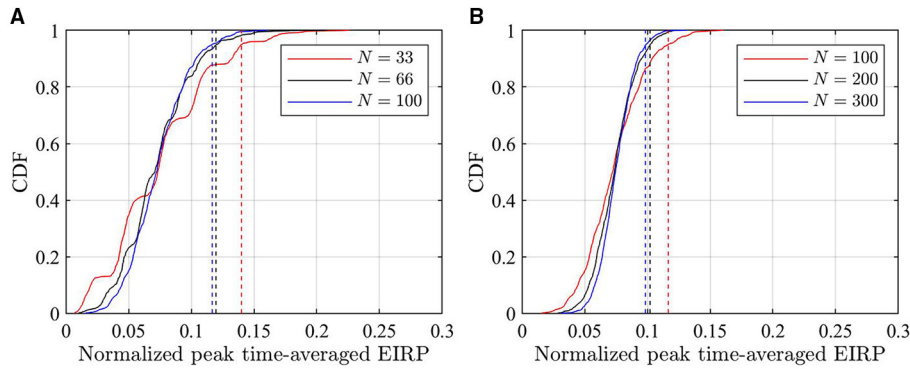 A
1
0.8
0.6
0.4
0.2
0
CDF
N = 33
N = 66
N = 100
0 0.05 0.1 0.15 0.2 0.25 0.3
Normalized peak time-averaged EIRP
B
1
0.8
0.6
0.4
0.2
0
CDF
N = 100
N = 200
N = 300
0 0.05 0.1 0.15 0.2 0.25 0.3
Normalized peak time-averaged EIRP